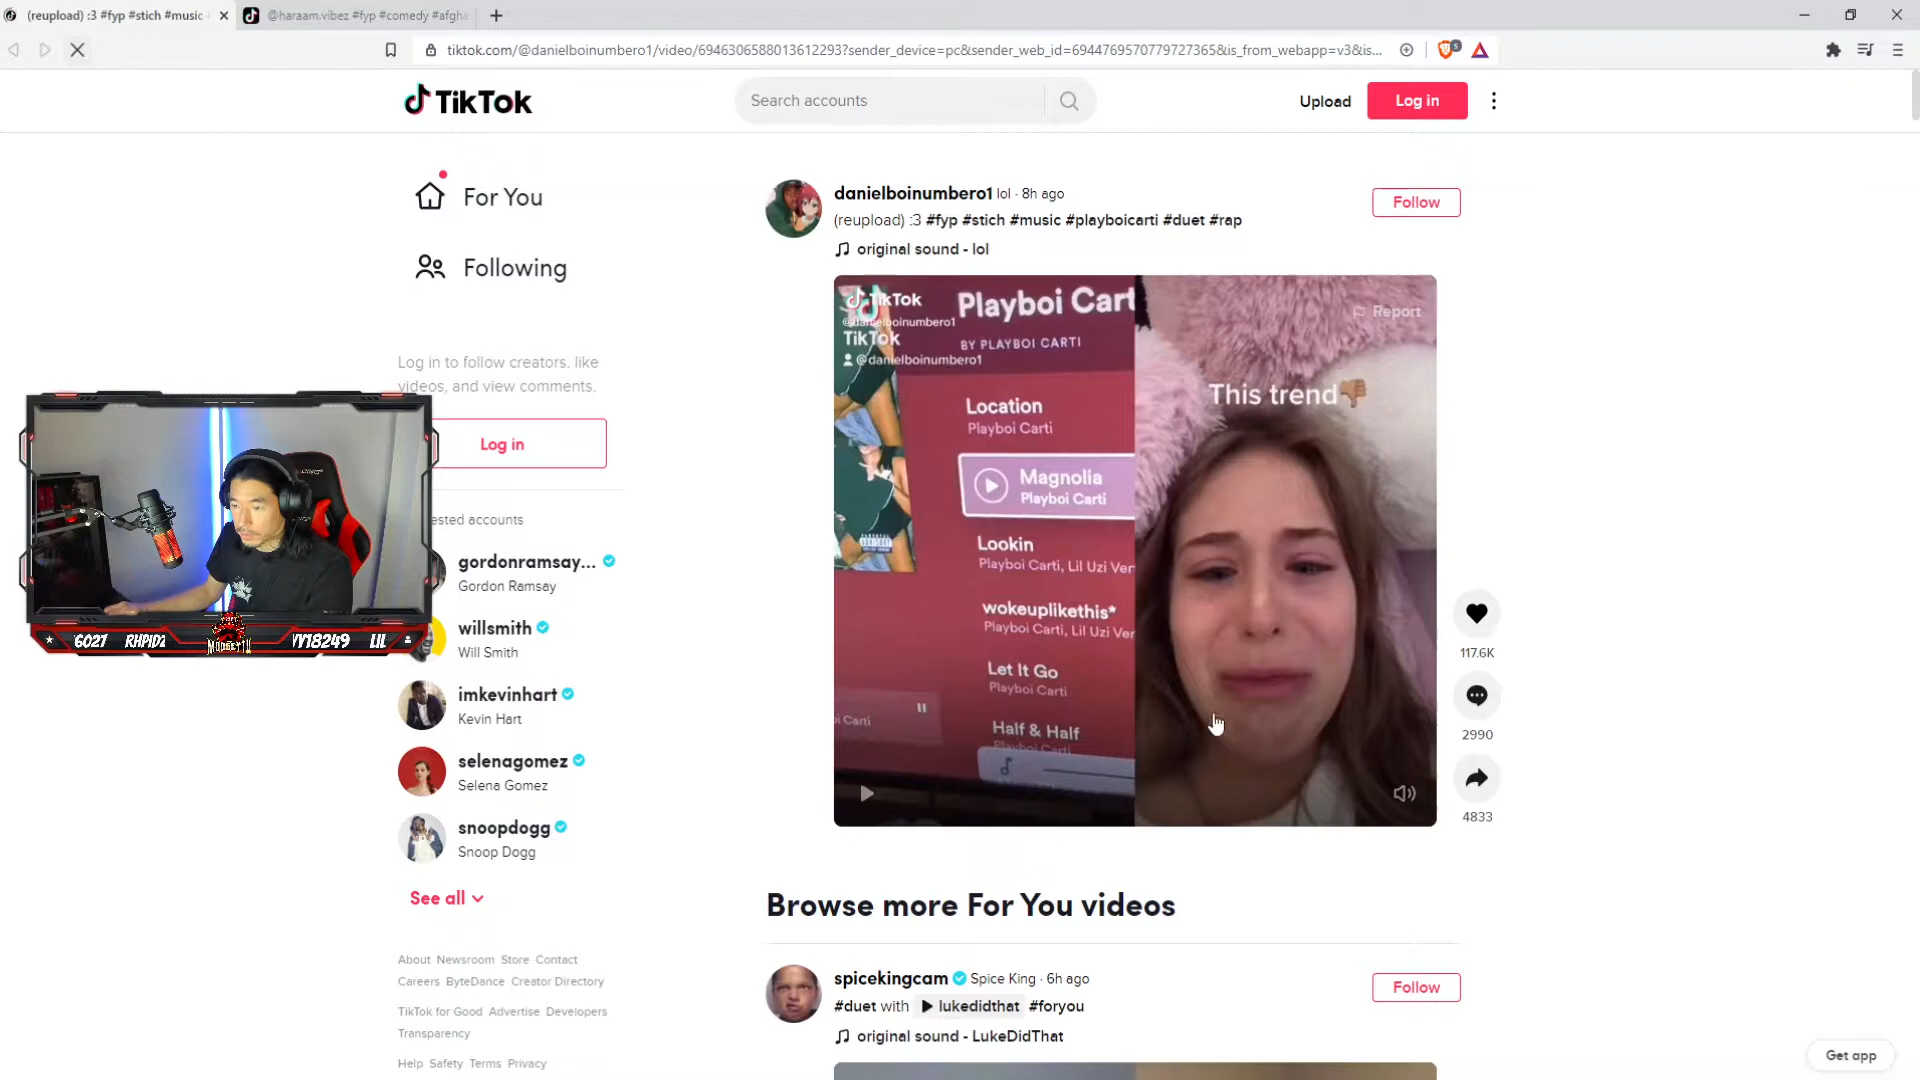 (reupload) :3 #fyp #stich #music
@haraam.vibez #fyp #comedy #afgha
tiktok.com/@danielboinumbero1/video/6946306588013612293?sender_device=pc&sender_web_id=6944769570779727365&is_from_webapp=v3&is...
5
TikTok
Search accounts
Upload
Log in
For You
Following
Log in to follow creators, like
videos, and view comments.
Log in
ested accounts
gordonramsay...
Gordon Ramsay
willsmith
Will Smith
imkevinhart
Kevin Hart
selenagomez
Selena Gomez
snoopdogg
Snoop Dogg
See all
About Newsroom Store Contact
Careers ByteDance Creator Directory
TikTok for Good Advertise Developers
Transparency
Help Safety Terms Privacy
6027 RHPIDZ
YY18249 LIL
danielboinumbero1 lol · 8h ago
Follow
(reupload) :3 #fyp #stich #music #playboicarti #duet #rap
original sound - lol
TikTok
@danielboinumbero1
TikTok
@danielboinumbero1
Playboi Cart
BY PLAYBOI CARTI
Location
Playboi Carti
Magnolia
Playboi Carti
Lookin
Playboi Carti, Lil Uzi Ver
wokeuplikethis*
Playboi Carti, Lil Uzi Ver
Let It Go
Playboi Carti
Half & Half
Playboi Carti
i Carti
Report
This trend👎🏽
117.6K
2990
4833
Browse more For You videos
spicekingcam Spice King · 6h ago
Follow
#duet with lukedidthat #foryou
original sound - LukeDidThat
Get app